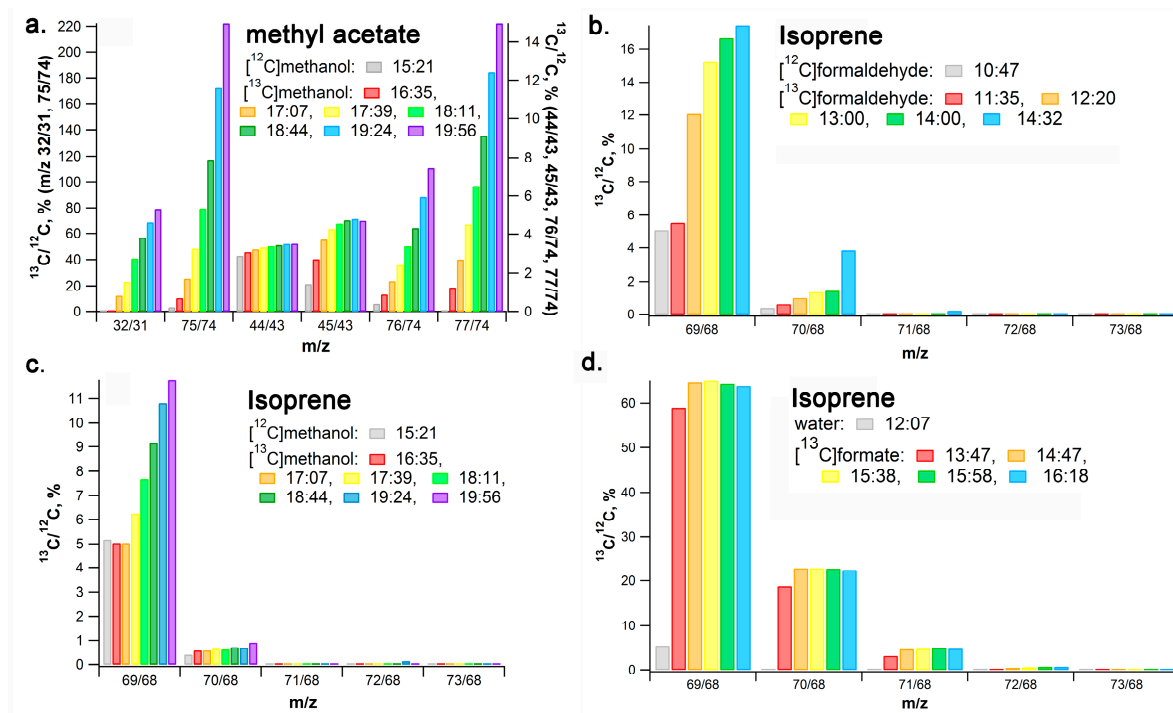 a.
methyl acetate
[12C]methanol: 15:21
[13C]methanol: 16:35,
17:07, 17:39, 18:11,
18:44, 19:24, 19:56
13C/12C, % (m/z 32/31, 75/74)
220
200
180
160
140
120
100
80
60
40
20
0
13C/12C, % (44/43, 45/43, 76/74, 77/74)
14
12
10
8
6
4
2
0
32/31 75/74 44/43 45/43 76/74 77/74
m/z
b.
Isoprene
[12C]formaldehyde: 10:47
[13C]formaldehyde: 11:35, 12:20
13:00, 14:00, 14:32
13C/12C, %
16
14
12
10
8
6
4
2
0
69/68 70/68 71/68 72/68 73/68
m/z
c.
Isoprene
[12C]methanol: 15:21
[13C]methanol: 16:35,
17:07, 17:39, 18:11,
18:44, 19:24, 19:56
13C/12C, %
11
10
9
8
7
6
5
4
3
2
1
0
69/68 70/68 71/68 72/68 73/68
m/z
d.
Isoprene
water: 12:07
[13C]formate: 13:47, 14:47,
15:38, 15:58, 16:18
13C/12C, %
60
50
40
30
20
10
0
69/68 70/68 71/68 72/68 73/68
m/z